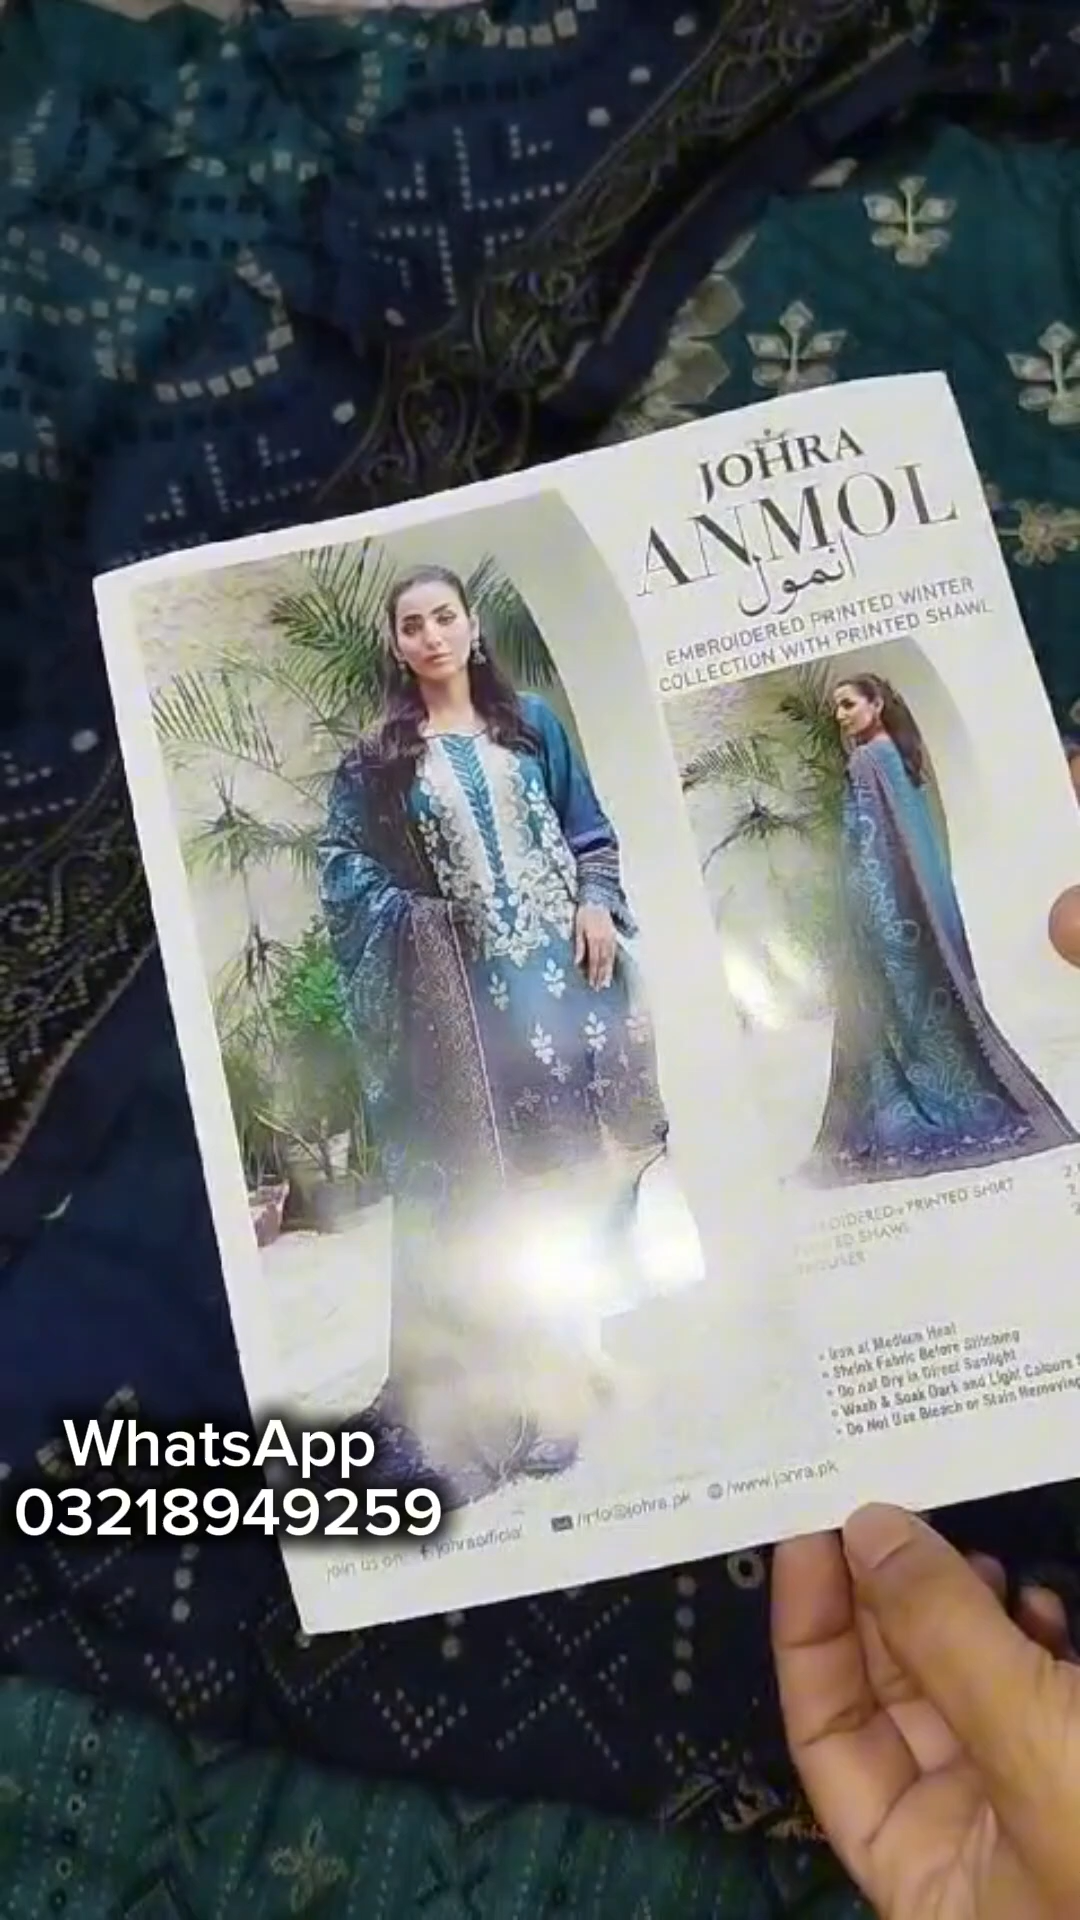 JOHRA
ANMOL
انمول
EMBROIDERED PRINTED WINTER
COLLECTION WITH PRINTED SHAWL
PRINTED SHIRT
SHAWL
• Iron at Medium Heat
• Shrink Fabric Before Stitching
• Do not Dry in Direct Sunlight
• Wash & Soak Dark and Light Colours
• Do Not Use Bleach or Stain Removing
WhatsApp
03218949259
join us on: f/johraofficial /info@johra.pk /www.johra.pk